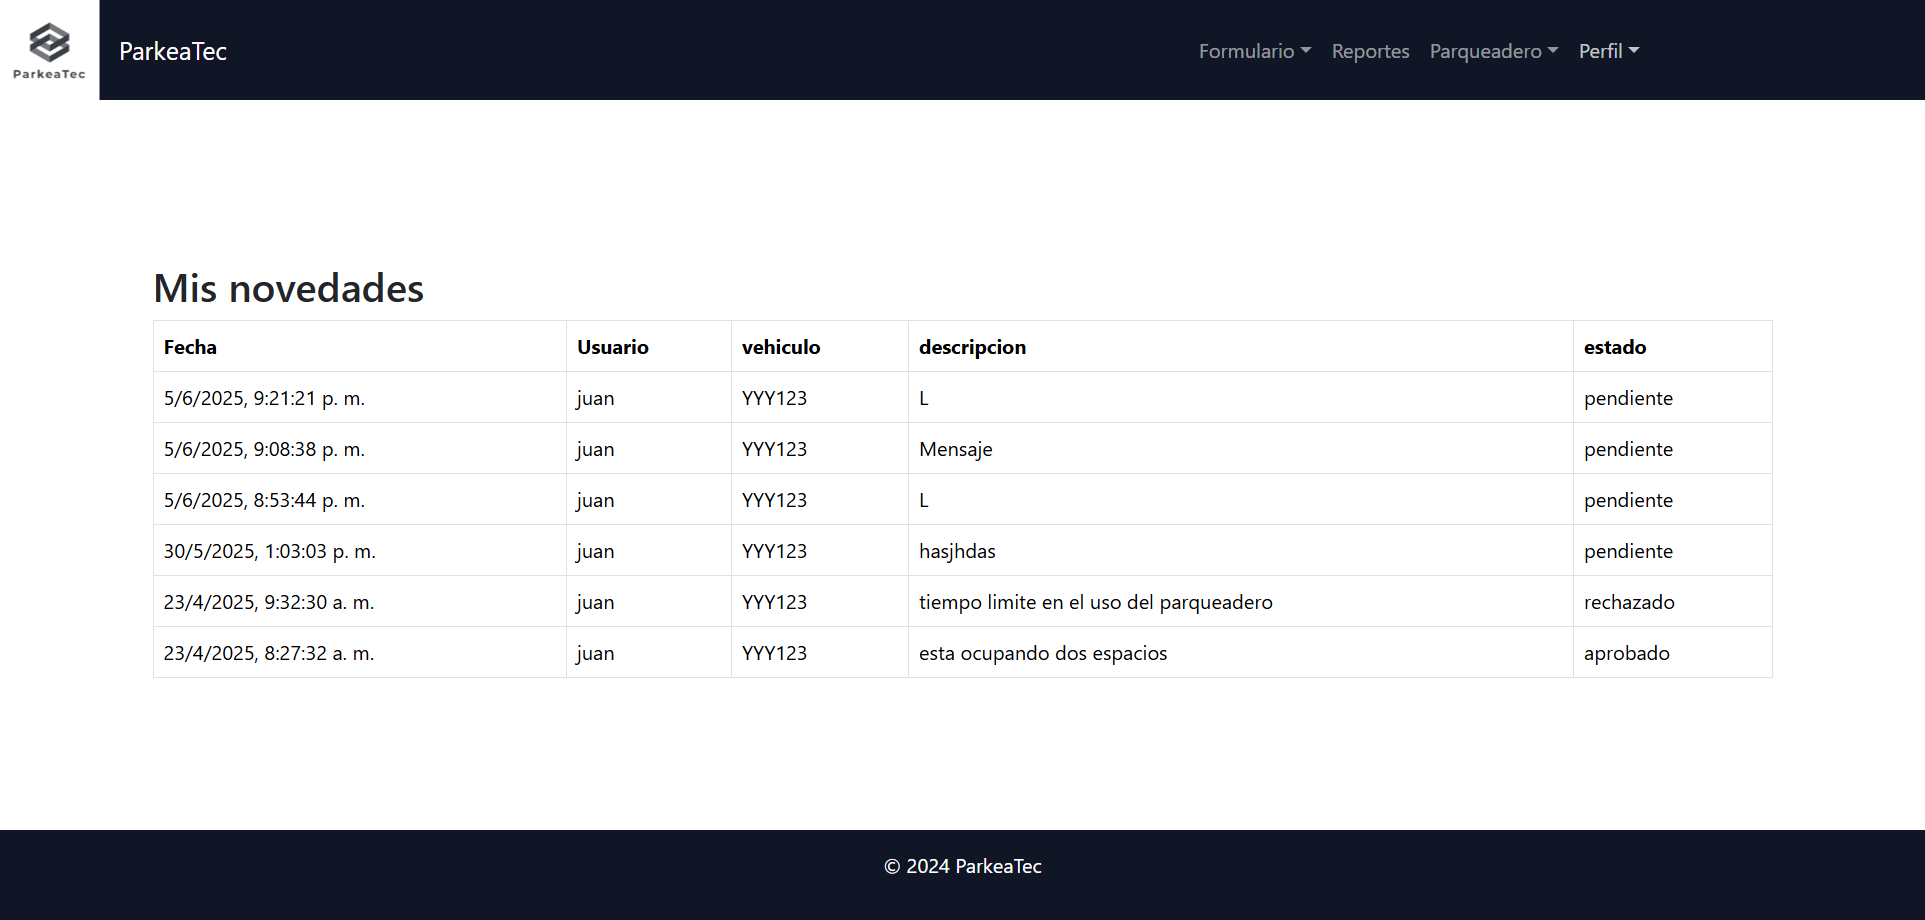 ParkeaTec
ParkeaTec Formulario Reportes Parqueadero Perfil
Mis novedades
Fecha Usuario vehiculo descripcion estado
5/6/2025, 9:21:21 p. m. juan YYY123 L pendiente
5/6/2025, 9:08:38 p. m. juan YYY123 Mensaje pendiente
5/6/2025, 8:53:44 p. m. juan YYY123 L pendiente
30/5/2025, 1:03:03 p. m. juan YYY123 hasjhdas pendiente
23/4/2025, 9:32:30 a. m. juan YYY123 tiempo limite en el uso del parqueadero rechazado
23/4/2025, 8:27:32 a. m. juan YYY123 esta ocupando dos espacios aprobado
© 2024 ParkeaTec